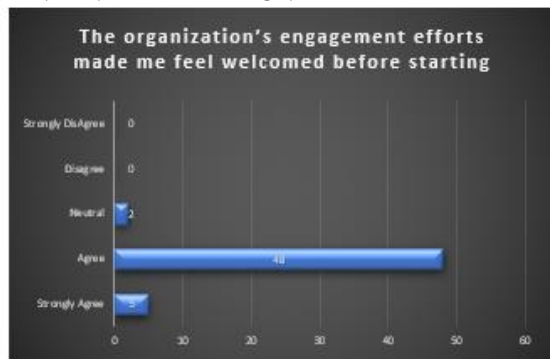 The organization's engagement efforts
made me feel welcomed before starting
Strongly DisAgree 0
Disagree 0
Neutral 2
Agree 48
Strongly Agree 5
0 10 20 30 40 50 60